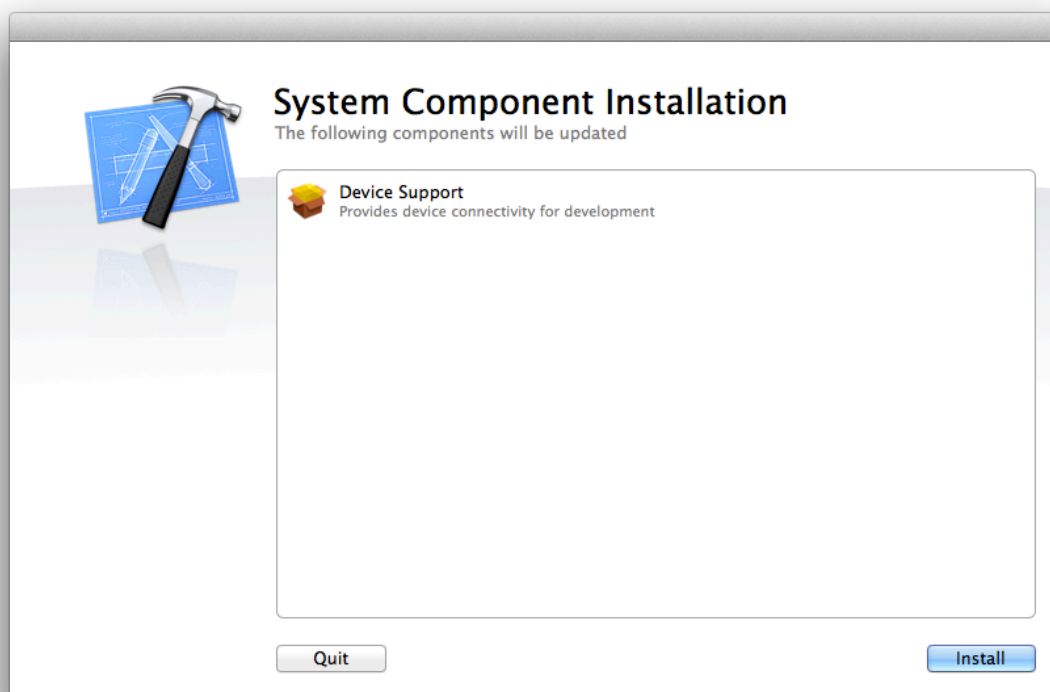 System Component Installation
The following components will be updated
Device Support
Provides device connectivity for development
Quit
Install